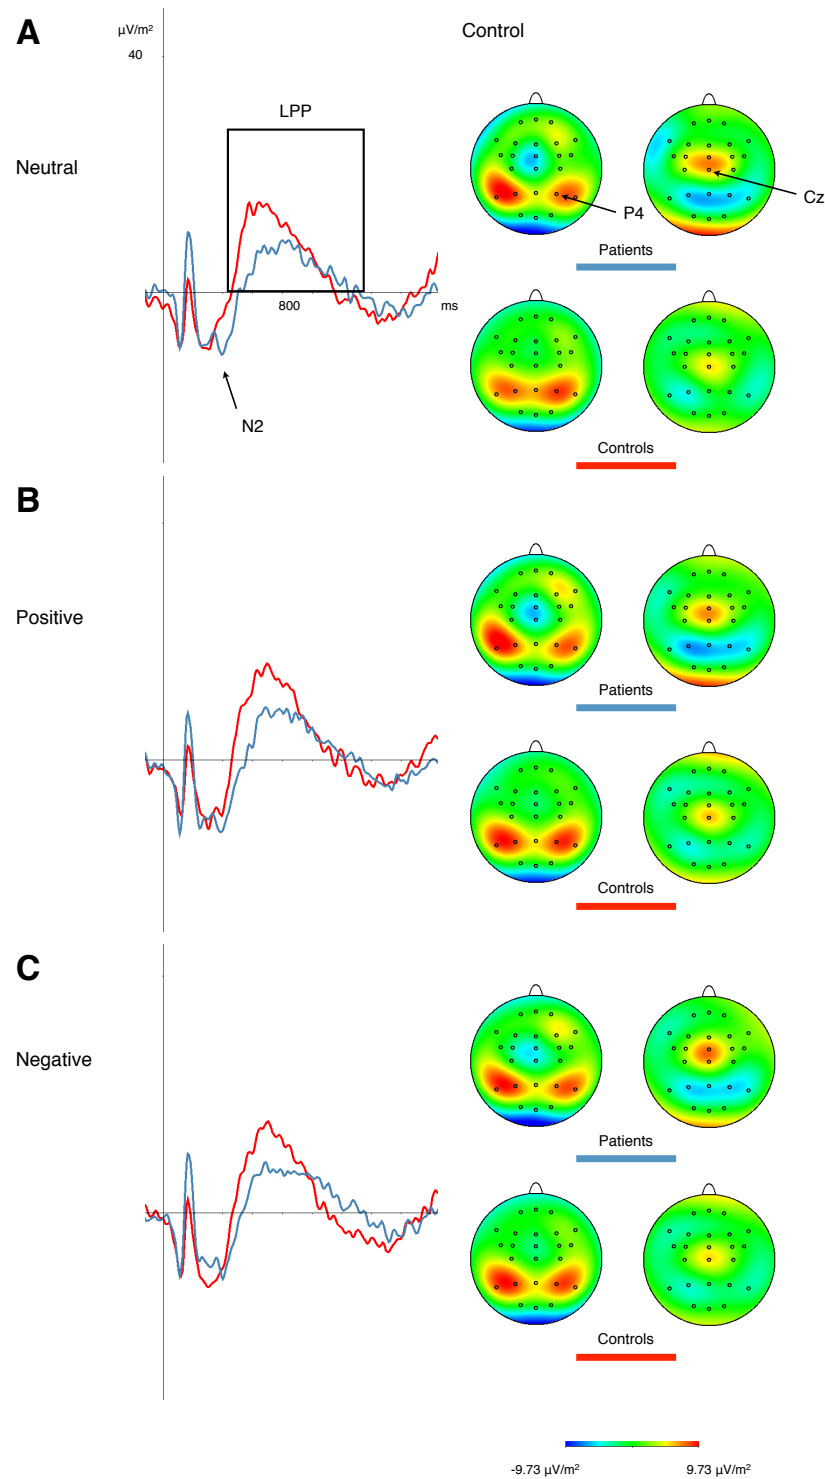 A
μV/m²
40
Control
LPP
Neutral
Cz
P4
Patients
800
ms
N2
Controls
B
Positive
Patients
Controls
C
Negative
Patients
Controls
-9.73 μV/m²
9.73 μV/m²